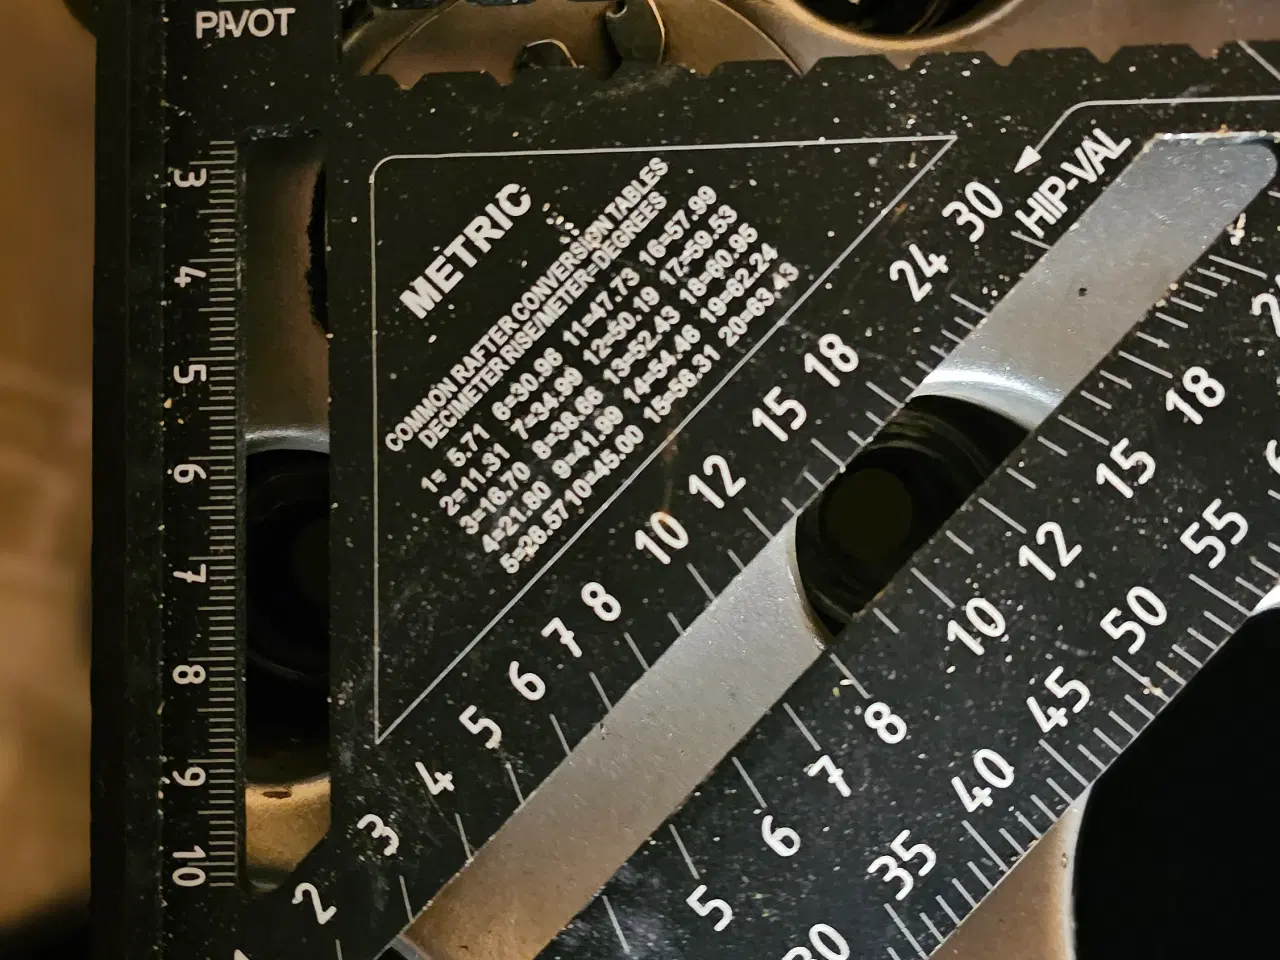 PIVOT
METRIC
COMMON RAFTER CONVERSION TABLES
DECIMETER RISE/METER=DEGREES
1= 5.71 6=30.96 11=47.73 16=57.99
2=11.31 7=34.99 12=50.19 17=59.53
3=16.70 8=38.66 13=52.43 18=60.95
4=21.80 9=41.99 14=54.46 19=62.24
5=26.57 10=45.00 15=56.31 20=63.43
HIP-VAL
3 4 5 6 7 8 9 10
2 3 4 5 6 7 8 10 12 15 18 24 30
5 6 7 8 10 12 15 18
30 35 40 45 50 55